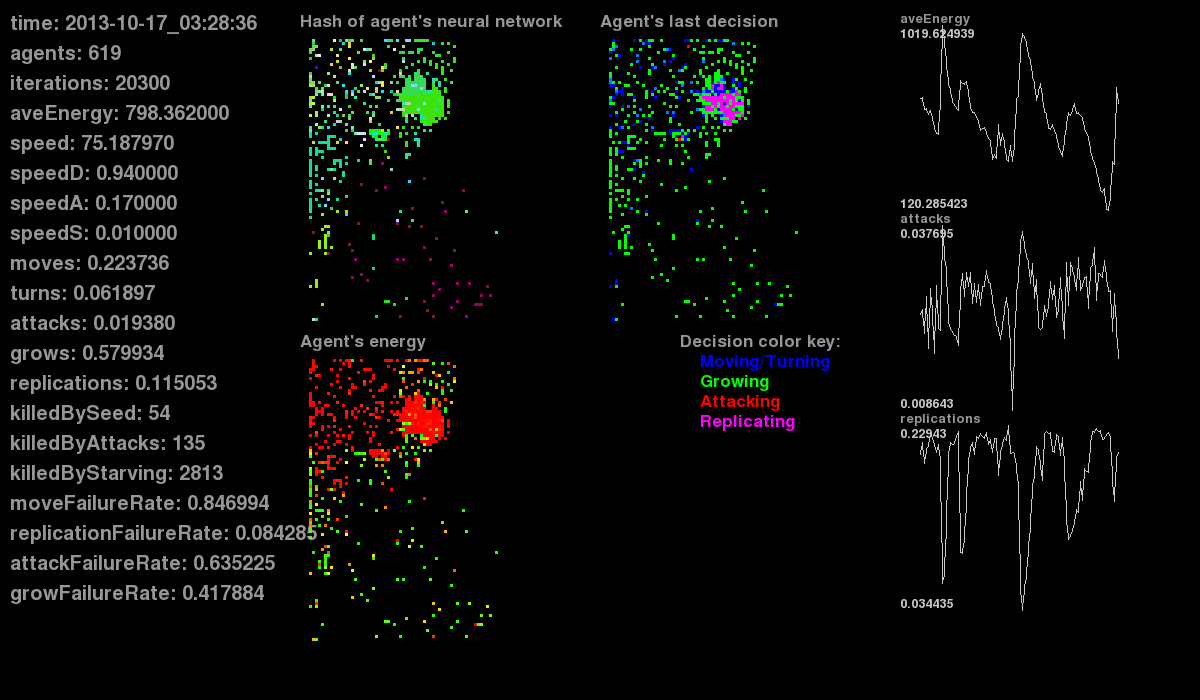 time: 2013-10-17_03:28:36
agents: 619
iterations: 20300
aveEnergy: 798.362000
speed: 75.187970
speedD: 0.940000
speedA: 0.170000
speedS: 0.010000
moves: 0.223736
turns: 0.061897
attacks: 0.019380
grows: 0.579934
replications: 0.115053
killedBySeed: 54
killedByAttacks: 135
killedByStarving: 2813
moveFailureRate: 0.846994
replicationFailureRate: 0.084285
attackFailureRate: 0.635225
growFailureRate: 0.417884
Hash of agent's neural network
Agent's last decision
Agent's energy
Decision color key:
Moving/Turning
Growing
Attacking
Replicating
aveEnergy
1019.624939
120.285423
attacks
0.037695
0.008643
replications
0.22943
0.034435